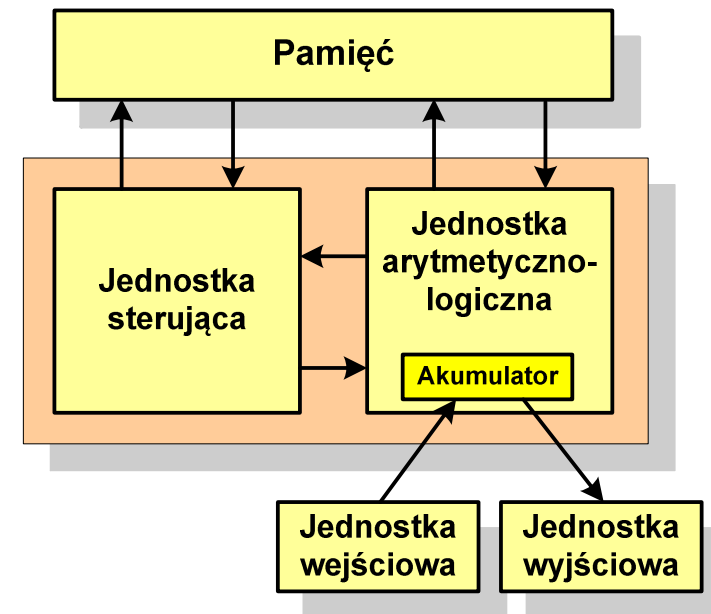 Pamięć
Jednostka
sterująca
Jednostka
arytmetyczno-
logiczna
Akumulator
Jednostka
wejściowa
Jednostka
wyjściowa